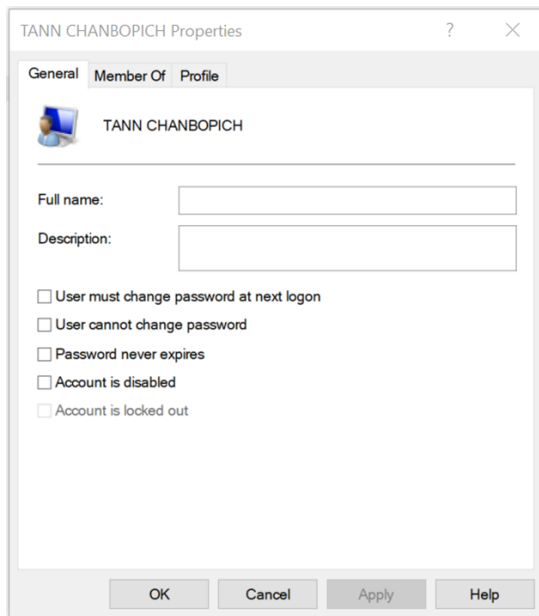 TANN CHANBOPICH Properties
?
General Member Of Profile
TANN CHANBOPICH
Full name:
Description:
User must change password at next logon
User cannot change password
Password never expires
Account is disabled
Account is locked out
OK Cancel Apply Help